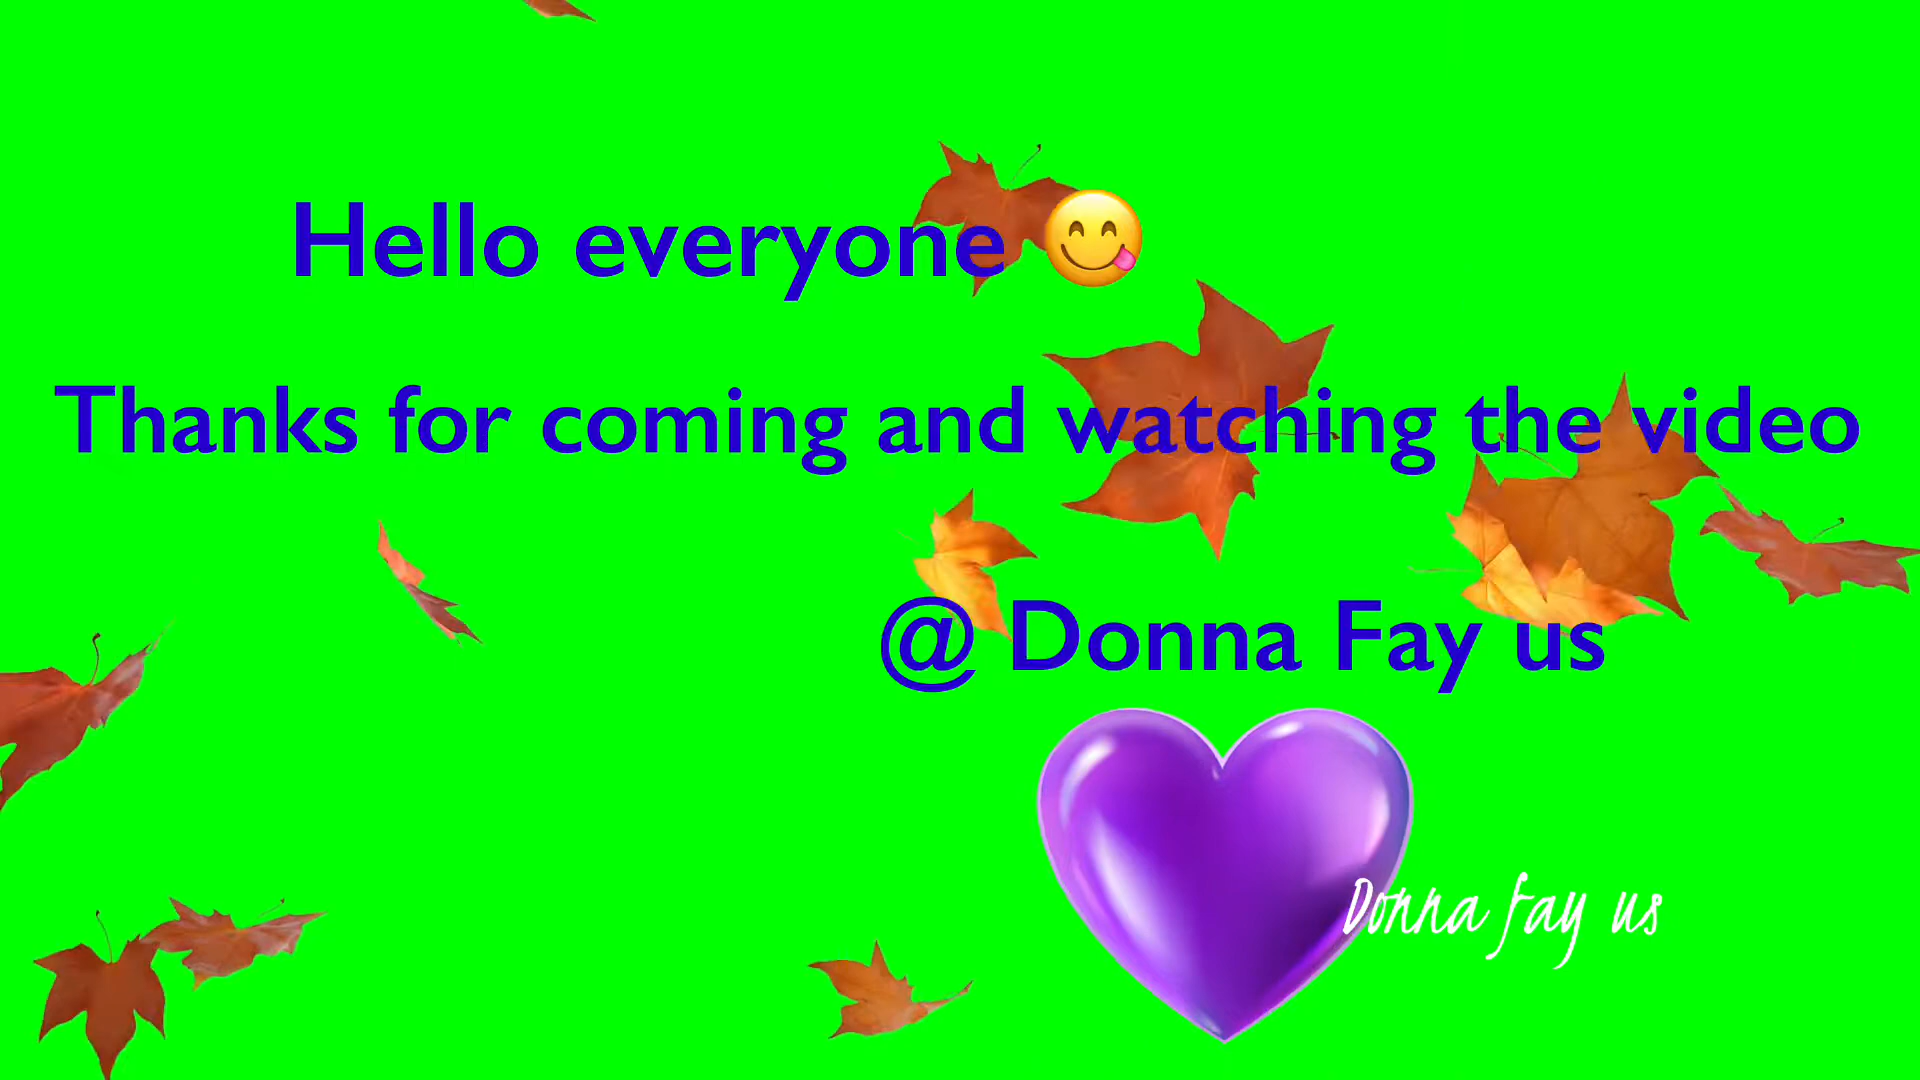 Hello everyone 😋
Thanks for coming and watching the video
@ Donna Fay us
Donna Fay us